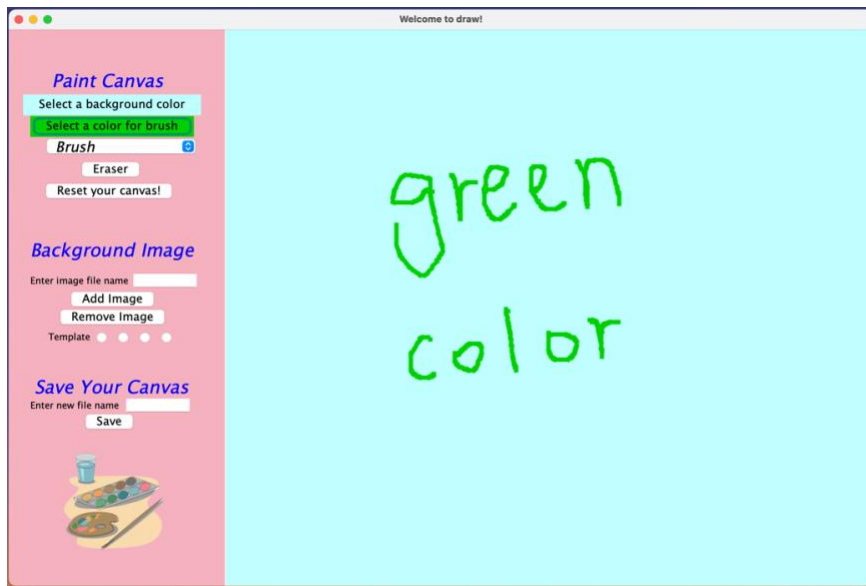 Welcome to draw!
Paint Canvas
Select a background color
Select a color for brush
Brush
Eraser
Reset your canvas!
Background Image
Enter image file name
Add Image
Remove Image
Template
Save Your Canvas
Enter new file name
Save
green
color